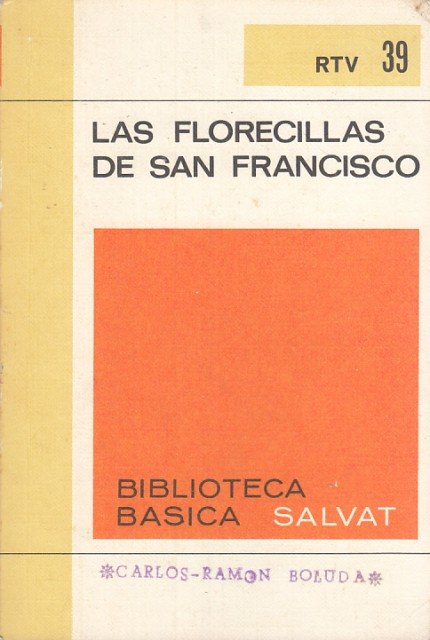 RTV 39
LAS FLORECILLAS
DE SAN FRANCISCO
BIBLIOTECA
BASICA SALVAT
*CARLOS-RAMON BOLUDA*